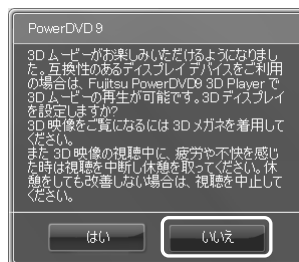 PowerDVD 9
3D ムービーがお楽しみいただけるようになりまし
た。互換性のあるディスプレイ デバイスをご利用
の場合は、Fujitsu PowerDVD9 3D Player で
3D ムービーの再生が可能です。3D ディスプレイ
を設定しますか?
3D 映像をご覧になるには 3D メガネを着用して
ください。
また 3D 映像の視聴中に、疲労や不快を感じ
た時は視聴を中断し休憩を取ってください。休
憩をしても改善しない場合は、視聴を中止して
ください。
はい
いいえ